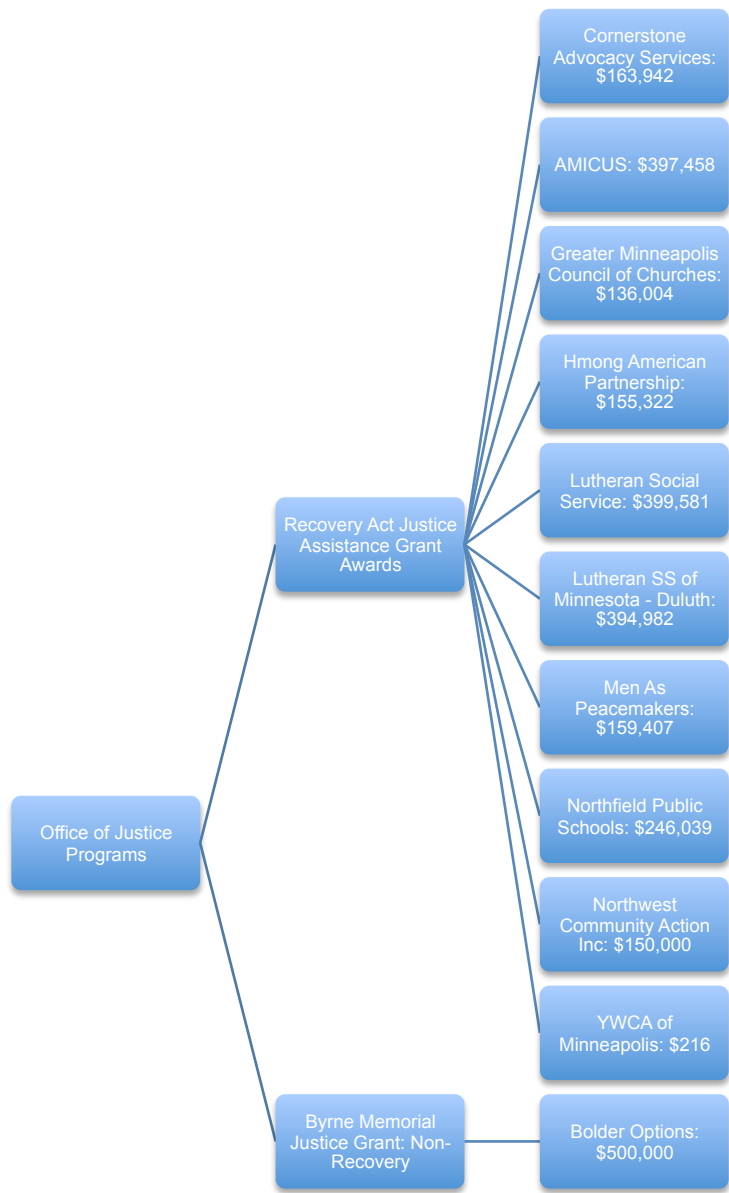 Cornerstone
Advocacy Services:
$163,942
AMICUS: $397,458
Greater Minneapolis
Council of Churches:
$136,004
Hmong American
Partnership:
$155,322
Lutheran Social
Service: $399,581
Recovery Act Justice
Assistance Grant
Awards
Lutheran SS of
Minnesota - Duluth:
$394,982
Men As
Peacemakers:
$159,407
Northfield Public
Schools: $246,039
Office of Justice
Programs
Northwest
Community Action
Inc: $150,000
YWCA of
Minneapolis: $216
Byrne Memorial
Justice Grant: Non-
Recovery
Bolder Options:
$500,000